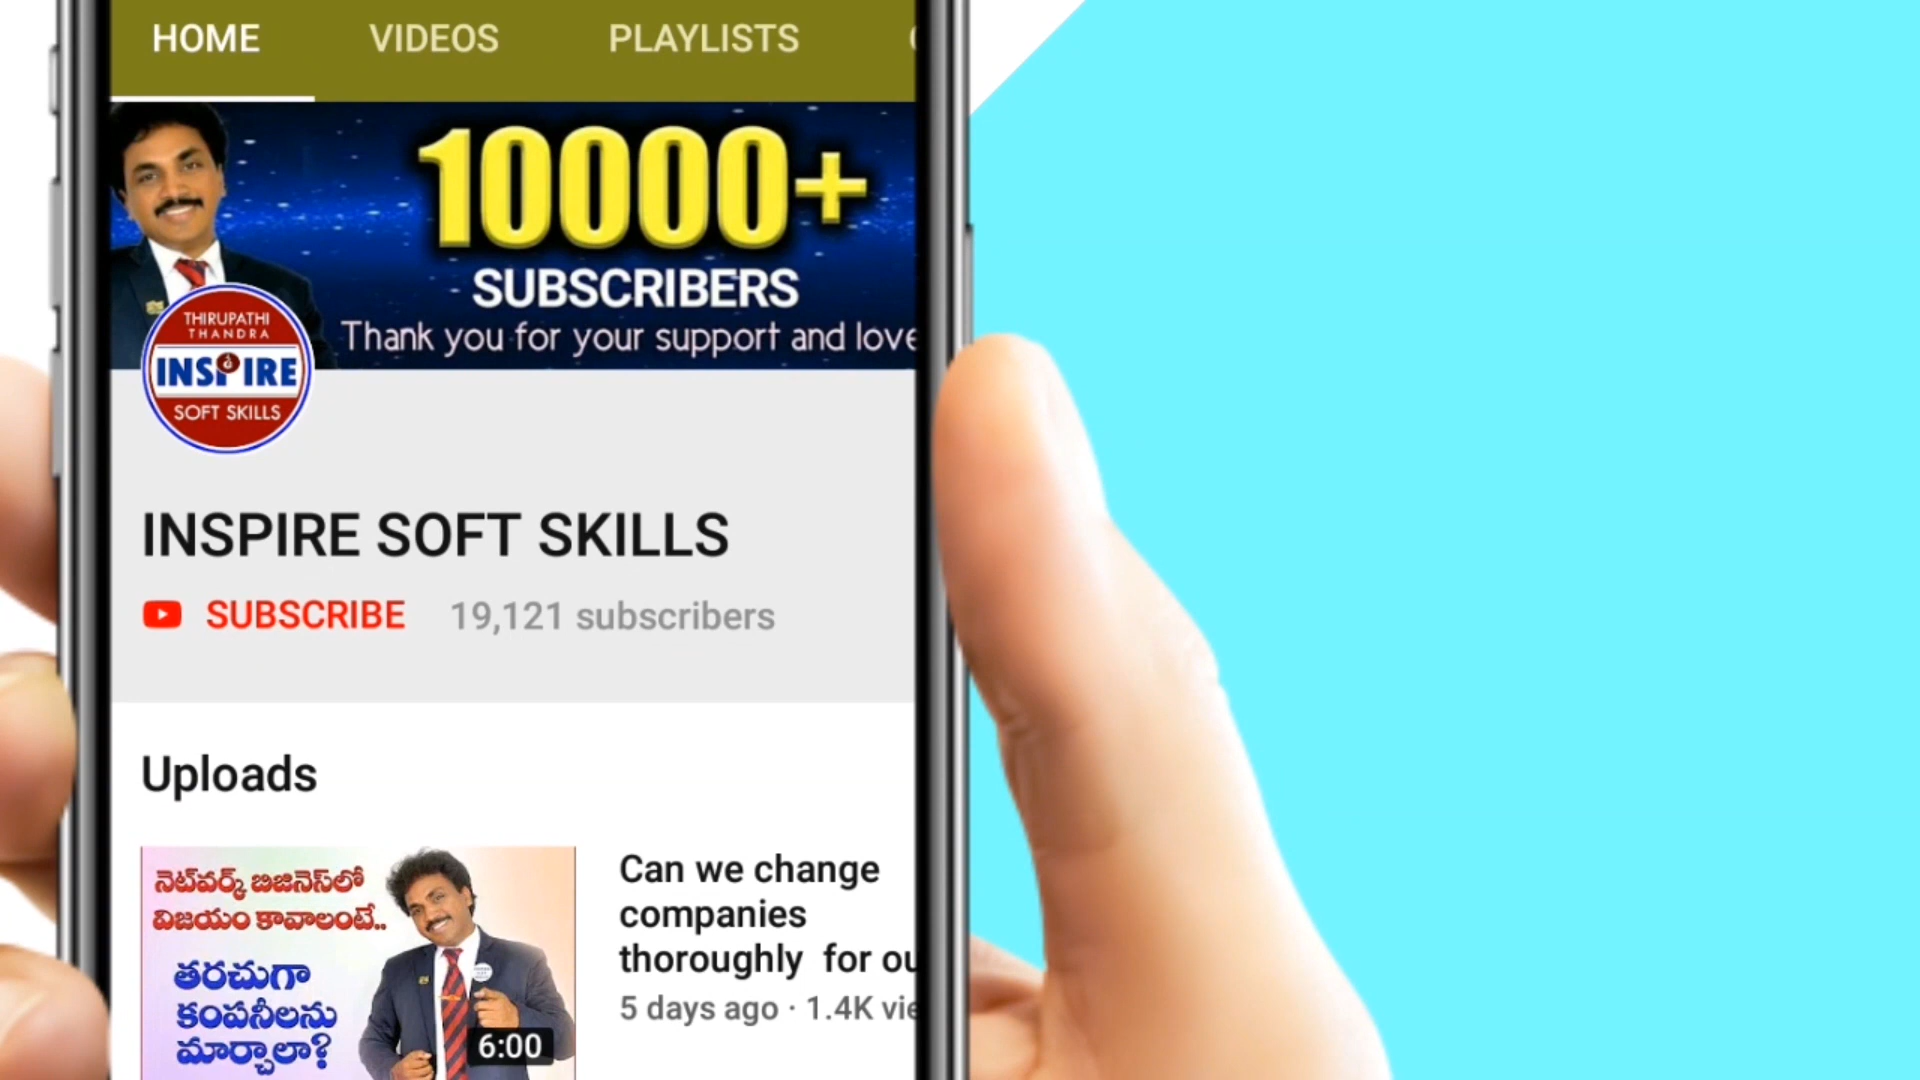 HOME VIDEOS PLAYLISTS
10000+
SUBSCRIBERS
Thank you for your support and love
THIRUPATHI
THANDRA
INSPIRE
SOFT SKILLS
INSPIRE SOFT SKILLS
SUBSCRIBE 19,121 subscribers
Uploads
నెట్‌వర్క్ బిజినెస్‌లో
విజయం కావాలంటే..
తరచుగా
కంపనీలను
మార్చాలా?
6:00
Can we change
companies
thoroughly for ou
5 days ago · 1.4K vie